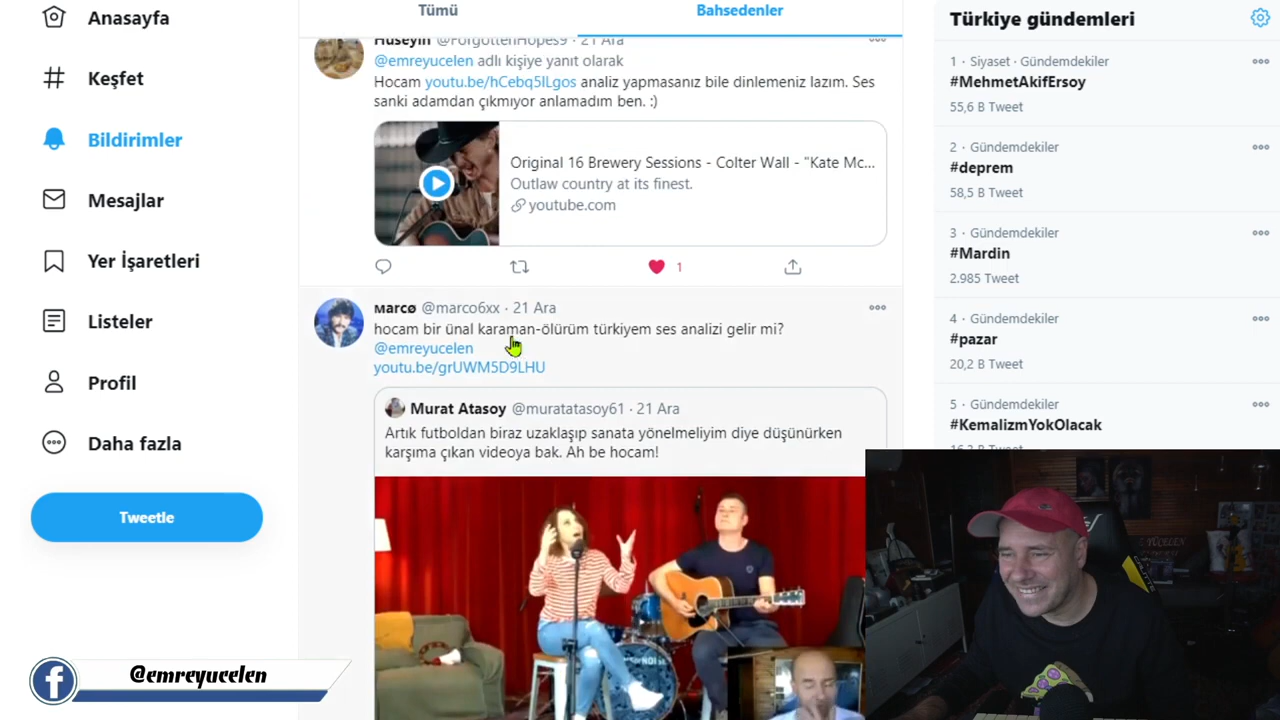 Anasayfa
Keşfet
Bildirimler
Mesajlar
Yer İşaretleri
Listeler
Profil
Daha fazla
Tweetle
@emreyucelen
Tümü
Bahsedenler
Hüseyin @ForgottenHopes9 · 21 Ara
@emreyucelen adlı kişiye yanıt olarak
Hocam youtu.be/hCebq5lLgos analiz yapmasanız bile dinlemeniz lazım. Ses
sanki adamdan çıkmıyor anlamadım ben. :)
Original 16 Brewery Sessions - Colter Wall - "Kate Mc...
Outlaw country at its finest.
youtube.com
1
мarcø @marco6xx · 21 Ara
hocam bir ünal karaman-ölürüm türkiyem ses analizi gelir mi?
@emreyucelen
youtu.be/grUWM5D9LHU
Murat Atasoy @muratatasoy61 · 21 Ara
Artık futboldan biraz uzaklaşıp sanata yönelmeliyim diye düşünürken
karşıma çıkan videoya bak. Ah be hocam!
Türkiye gündemleri
1 · Siyaset · Gündemdekiler
#MehmetAkifErsoy
55,6 B Tweet
2 · Gündemdekiler
#deprem
58,5 B Tweet
3 · Gündemdekiler
#Mardin
2.985 Tweet
4 · Gündemdekiler
#pazar
20,2 B Tweet
5 · Gündemdekiler
#KemalizmYokOlacak